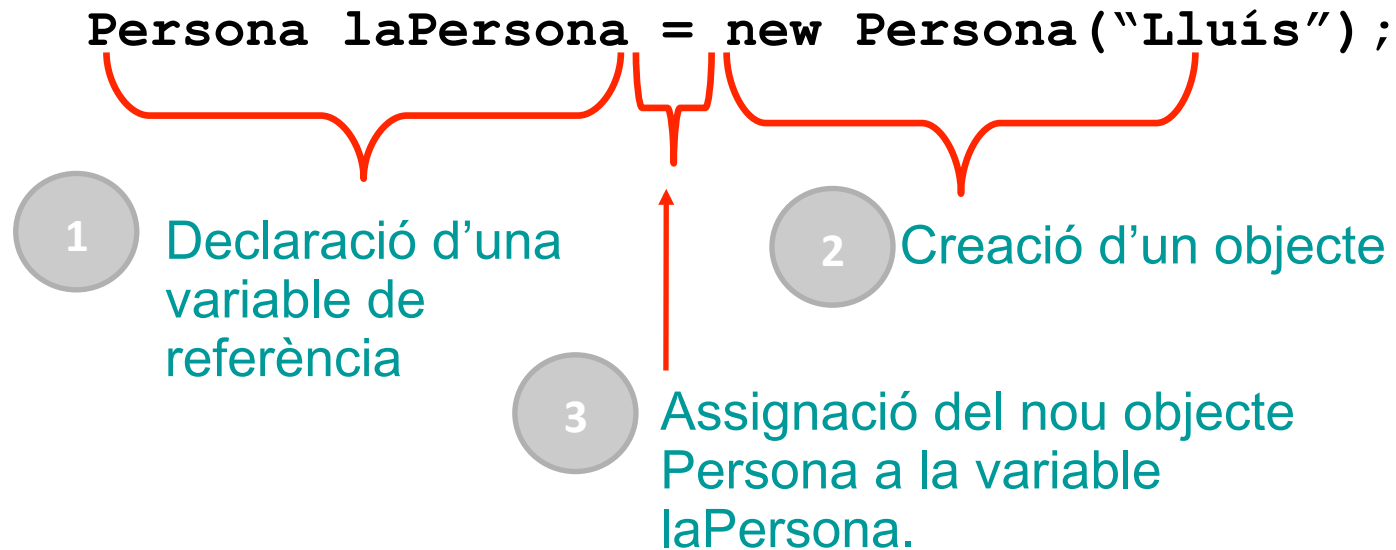 Persona laPersona = new Persona(“Lluís”);
1
Declaració d’una
variable de
referència
2
Creació d’un objecte
3
Assignació del nou objecte
Persona a la variable
laPersona.